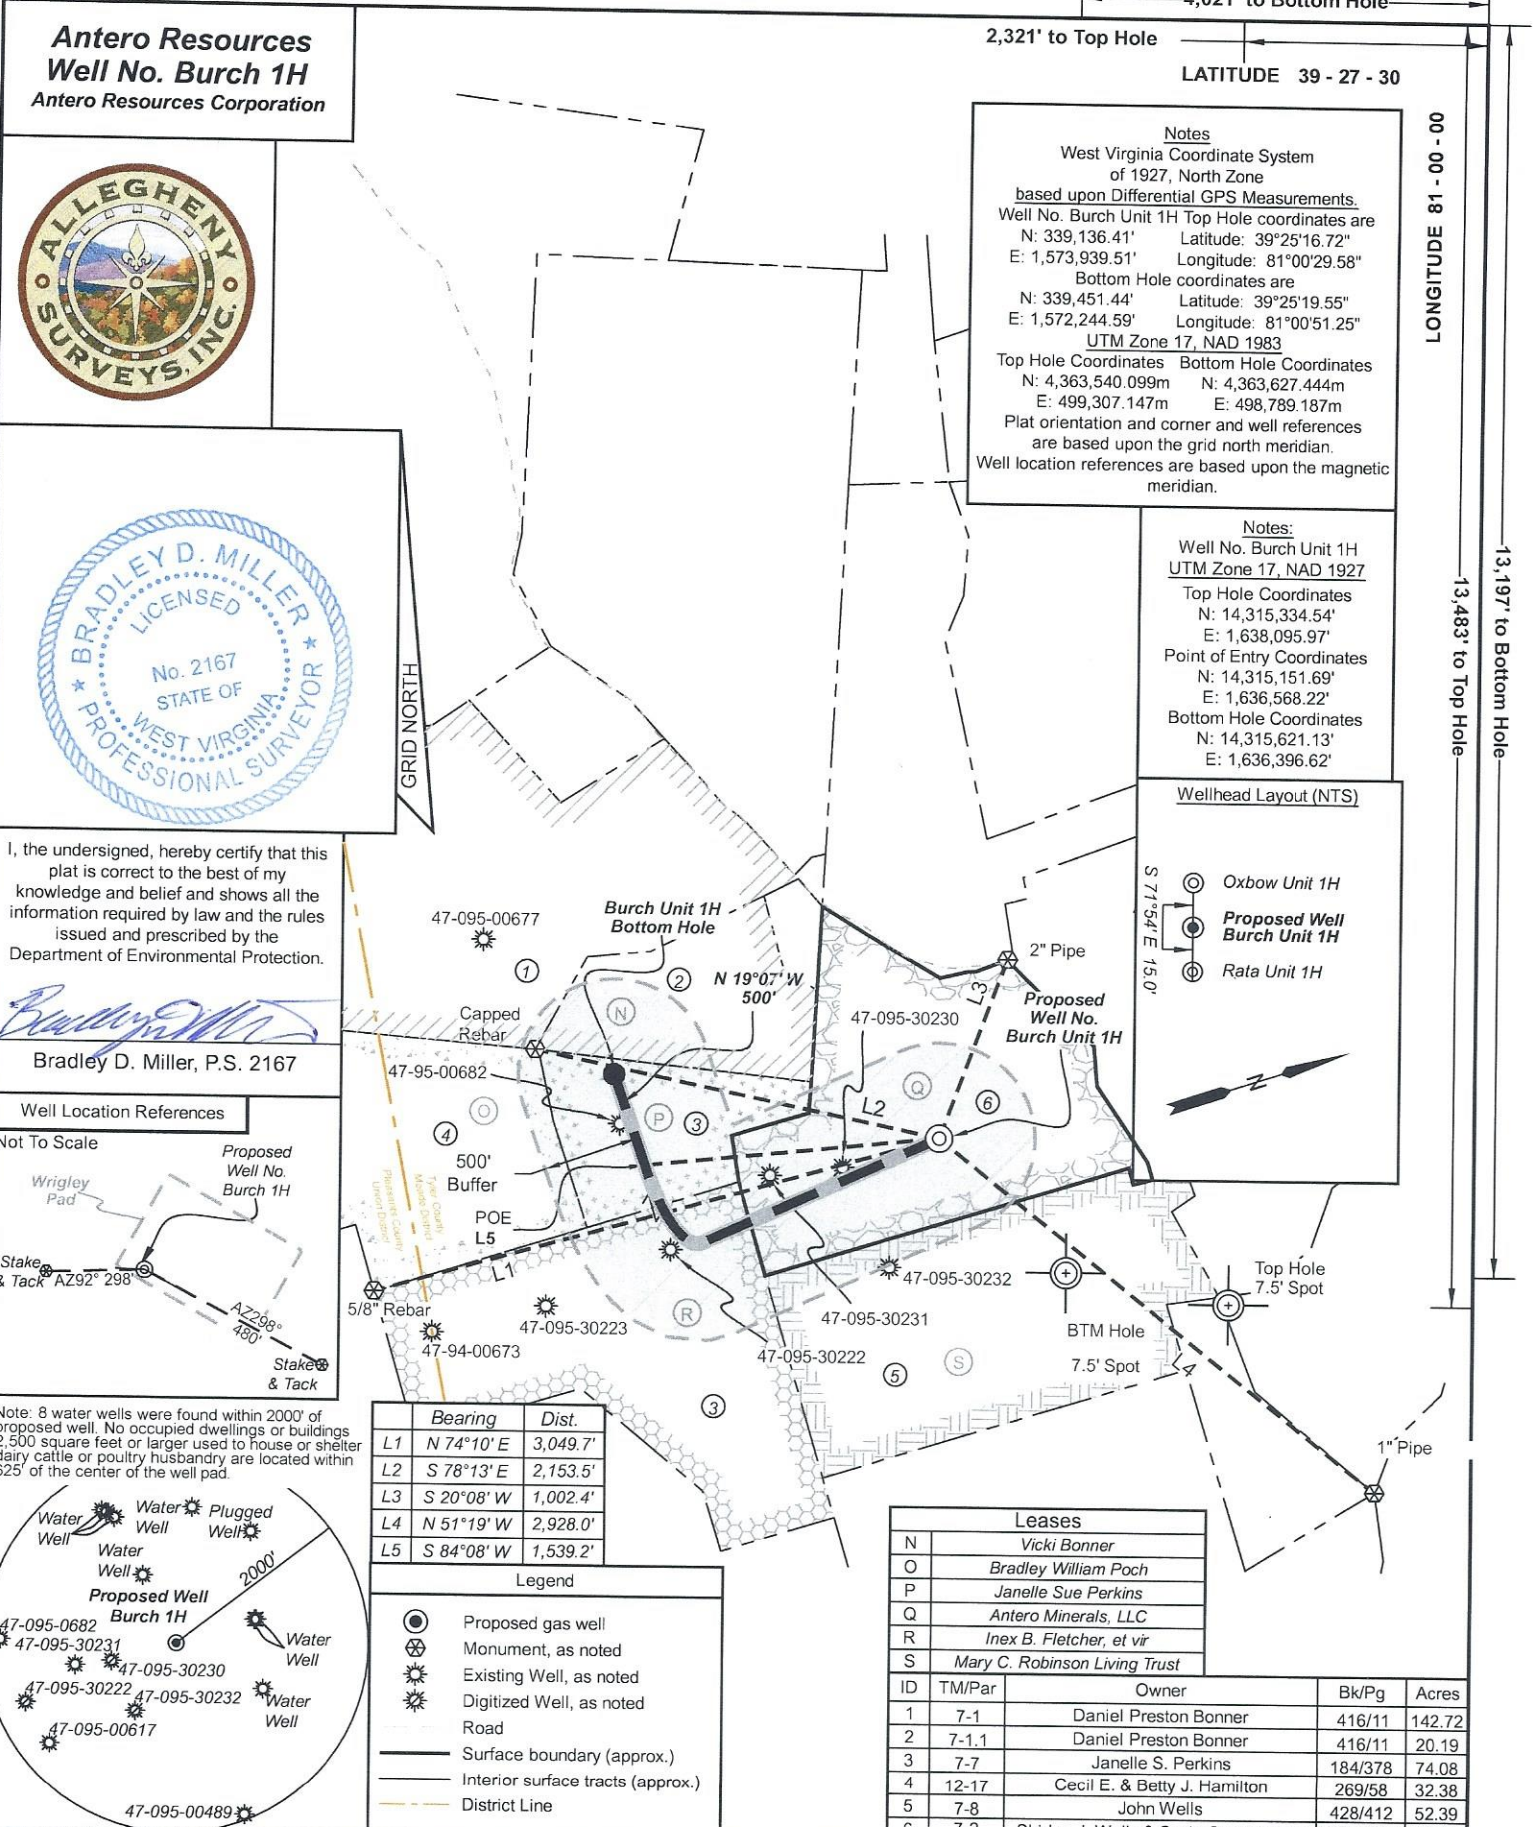 4,021' to Bottom Hole
2,321' to Top Hole
LATITUDE 39 - 27 - 30
LONGITUDE 81 - 00 - 00
13,483' to Top Hole
13,197' to Bottom Hole
Antero Resources
Well No. Burch 1H
Antero Resources Corporation
ALLEGHENY
SURVEYS, INC.
BRADLEY D. MILLER
LICENSED
No. 2167
STATE OF
WEST VIRGINIA
PROFESSIONAL SURVEYOR
GRID NORTH
I, the undersigned, hereby certify that this
plat is correct to the best of my
knowledge and belief and shows all the
information required by law and the rules
issued and prescribed by the
Department of Environmental Protection.
Bradley D. Miller, P.S. 2167
Well Location References
Not To Scale
Proposed
Well No.
Burch 1H
Wrigley
Pad
Stake
& Tack
AZ92° 298'
AZ298°
480'
Stake
& Tack
Note: 8 water wells were found within 2000' of
proposed well. No occupied dwellings or buildings
2,500 square feet or larger used to house or shelter
dairy cattle or poultry husbandry are located within
625' of the center of the well pad.
Water
Well
Water
Well
Plugged
Well
Water
Well
2000'
Proposed Well
Burch 1H
47-095-0682
47-095-30231
47-095-30230
Water
Well
47-095-30222
47-095-30232
Water
Well
47-095-00617
47-095-00489
Notes
West Virginia Coordinate System
of 1927, North Zone
based upon Differential GPS Measurements.
Well No. Burch Unit 1H Top Hole coordinates are
N: 339,136.41' Latitude: 39°25'16.72"
E: 1,573,939.51' Longitude: 81°00'29.58"
Bottom Hole coordinates are
N: 339,451.44' Latitude: 39°25'19.55"
E: 1,572,244.59' Longitude: 81°00'51.25"
UTM Zone 17, NAD 1983
Top Hole Coordinates Bottom Hole Coordinates
N: 4,363,540.099m N: 4,363,627.444m
E: 499,307.147m E: 498,789.187m
Plat orientation and corner and well references
are based upon the grid north meridian.
Well location references are based upon the magnetic
meridian.
Notes:
Well No. Burch Unit 1H
UTM Zone 17, NAD 1927
Top Hole Coordinates
N: 14,315,334.54'
E: 1,638,095.97'
Point of Entry Coordinates
N: 14,315,151.69'
E: 1,636,568.22'
Bottom Hole Coordinates
N: 14,315,621.13'
E: 1,636,396.62'
Wellhead Layout (NTS)
S 71°54' E 15.0'
Oxbow Unit 1H
Proposed Well
Burch Unit 1H
Rata Unit 1H
N
47-095-00677
Burch Unit 1H
Bottom Hole
1
2
N 19°07' W
500'
N
2" Pipe
L3
Proposed
Well No.
Burch Unit 1H
47-095-30230
Capped
Rebar
47-95-00682
O
P
3
L2
Q
6
4
500'
Buffer
Pleasants County
Union District
Tyler County
Meade District
POE
L5
L1
5/8" Rebar
47-095-30232
Top Hole
7.5' Spot
47-095-30223
R
47-095-30231
BTM Hole
7.5' Spot
47-94-00673
47-095-30222
5
S
L4
3
1" Pipe
Bearing Dist.
L1 N 74°10' E 3,049.7'
L2 S 78°13' E 2,153.5'
L3 S 20°08' W 1,002.4'
L4 N 51°19' W 2,928.0'
L5 S 84°08' W 1,539.2'
Legend
Proposed gas well
Monument, as noted
Existing Well, as noted
Digitized Well, as noted
Road
Surface boundary (approx.)
Interior surface tracts (approx.)
District Line
Leases
N Vicki Bonner
O Bradley William Poch
P Janelle Sue Perkins
Q Antero Minerals, LLC
R Inex B. Fletcher, et vir
S Mary C. Robinson Living Trust
ID TM/Par Owner Bk/Pg Acres
1 7-1 Daniel Preston Bonner 416/11 142.72
2 7-1.1 Daniel Preston Bonner 416/11 20.19
3 7-7 Janelle S. Perkins 184/378 74.08
4 12-17 Cecil E. & Betty J. Hamilton 269/58 32.38
5 7-8 John Wells 428/412 52.39